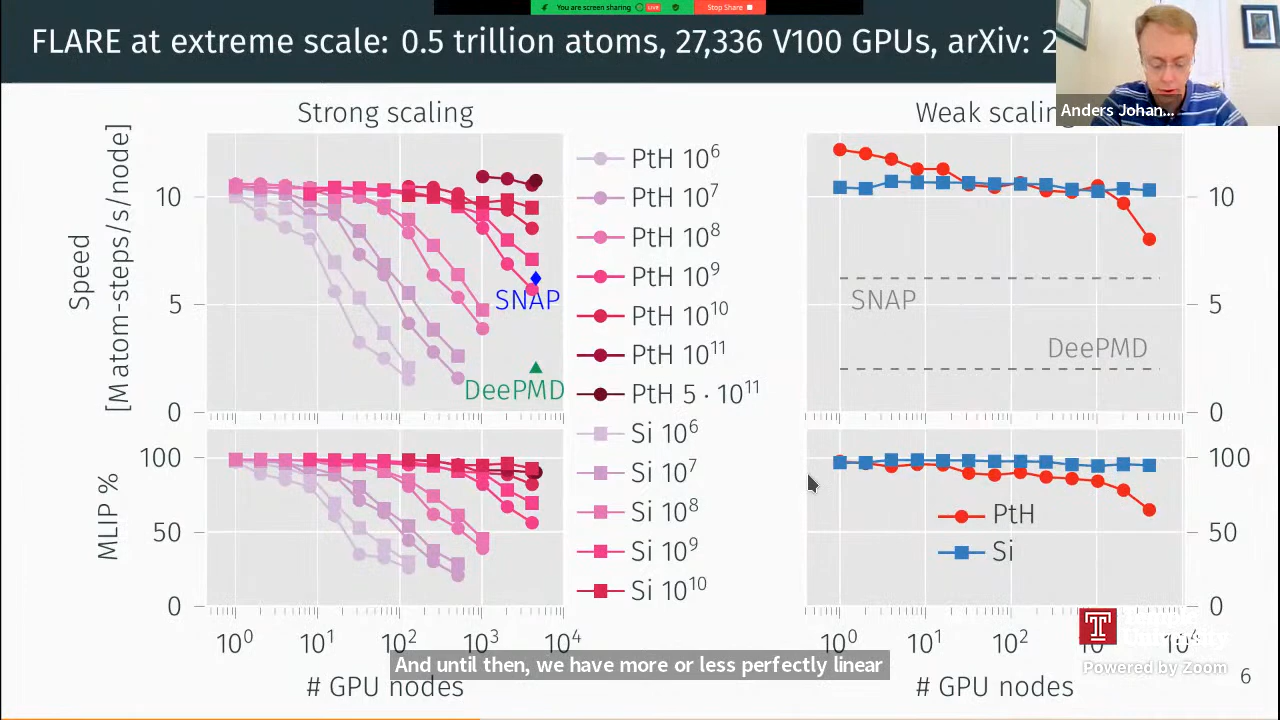 You are screen sharing
LIVE
Stop Share
FLARE at extreme scale: 0.5 trillion atoms, 27,336 V100 GPUs, arXiv: 2
Anders Johan...
Strong scaling
Weak scaling
Speed
[Matom-steps/s/node]
10
5
0
SNAP
DeePMD
MLIP %
100
50
0
10⁰
10¹
10²
10³
10⁴
# GPU nodes
PtH 10⁶
PtH 10⁷
PtH 10⁸
PtH 10⁹
PtH 10¹⁰
PtH 10¹¹
PtH 5 · 10¹¹
Si 10⁶
Si 10⁷
Si 10⁸
Si 10⁹
Si 10¹⁰
10
5
0
SNAP
DeePMD
100
50
0
PtH
Si
10⁰
10¹
10²
# GPU nodes
Temple
University
Powered by Zoom
And until then, we have more or less perfectly linear
6